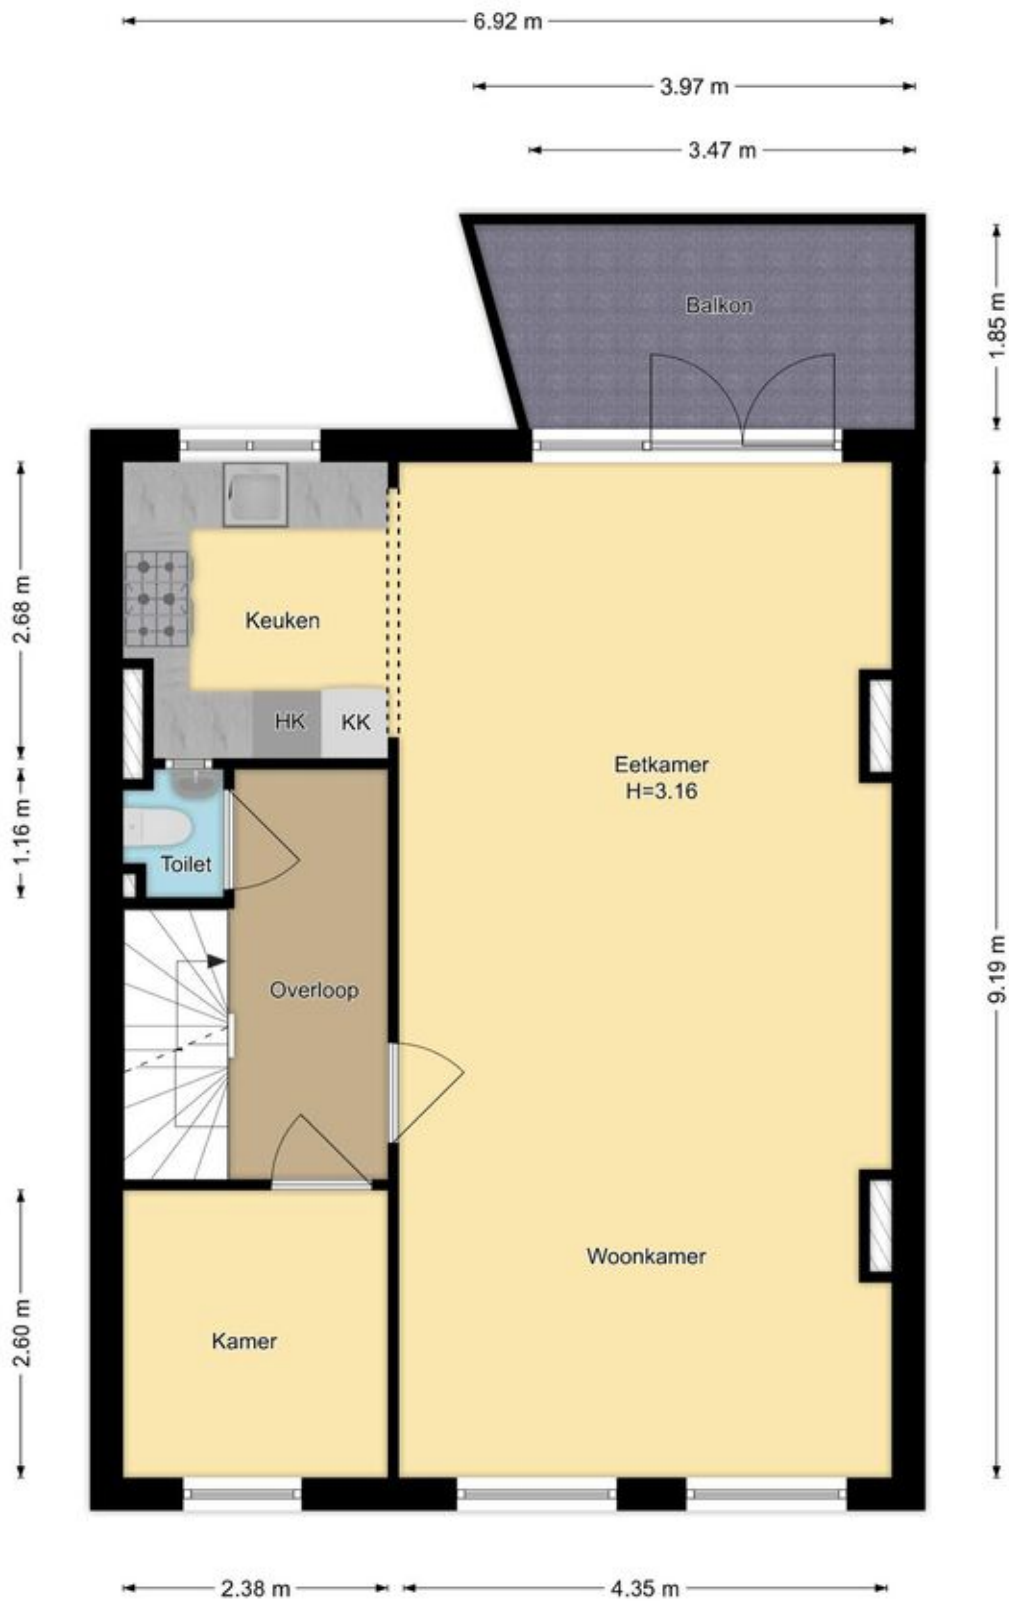 6.92 m
3.97 m
3.47 m
Balkon
1.85 m
2.68 m
Keuken
HK
KK
Eetkamer
H=3.16
1.16 m
Toilet
Overloop
9.19 m
Woonkamer
Kamer
2.60 m
2.38 m
4.35 m